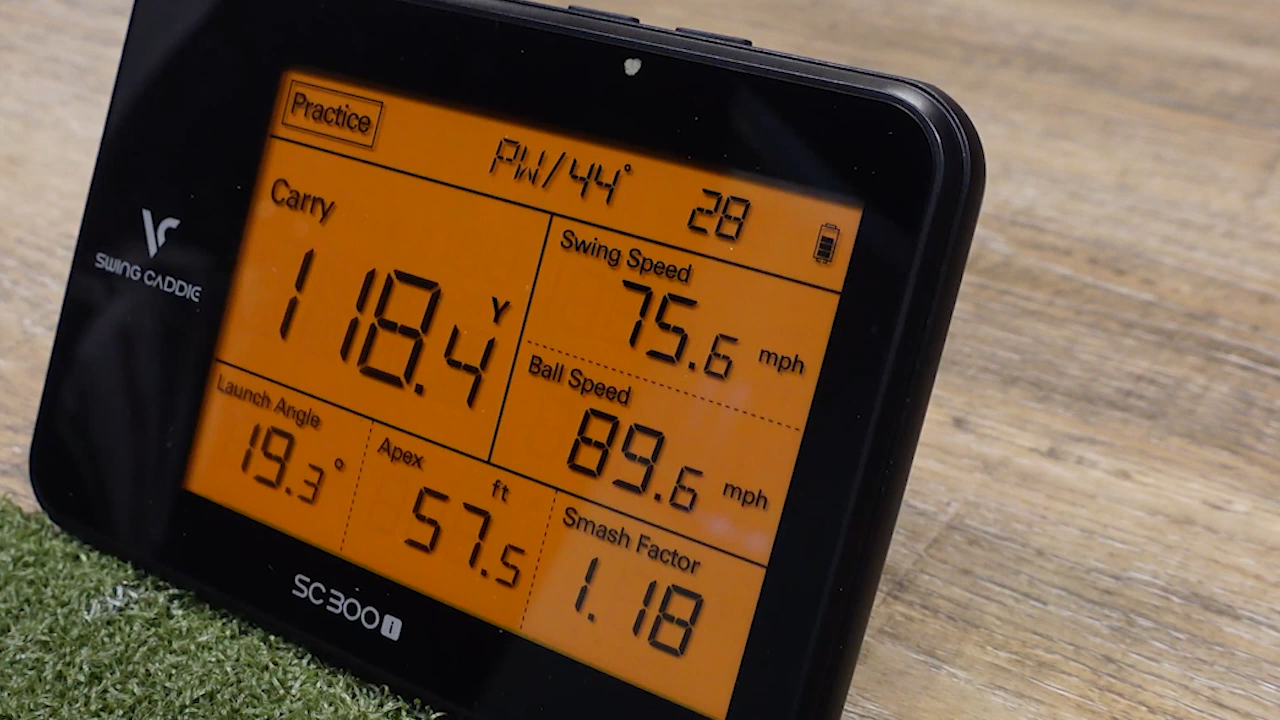 Practice
PW/44° 28
Carry
118.4 Y
Swing Speed
75.6 mph
Ball Speed
89.6 mph
Launch Angle
19.3°
Apex
57.5 ft
Smash Factor
1.18
SWING CADDIE
SC300i